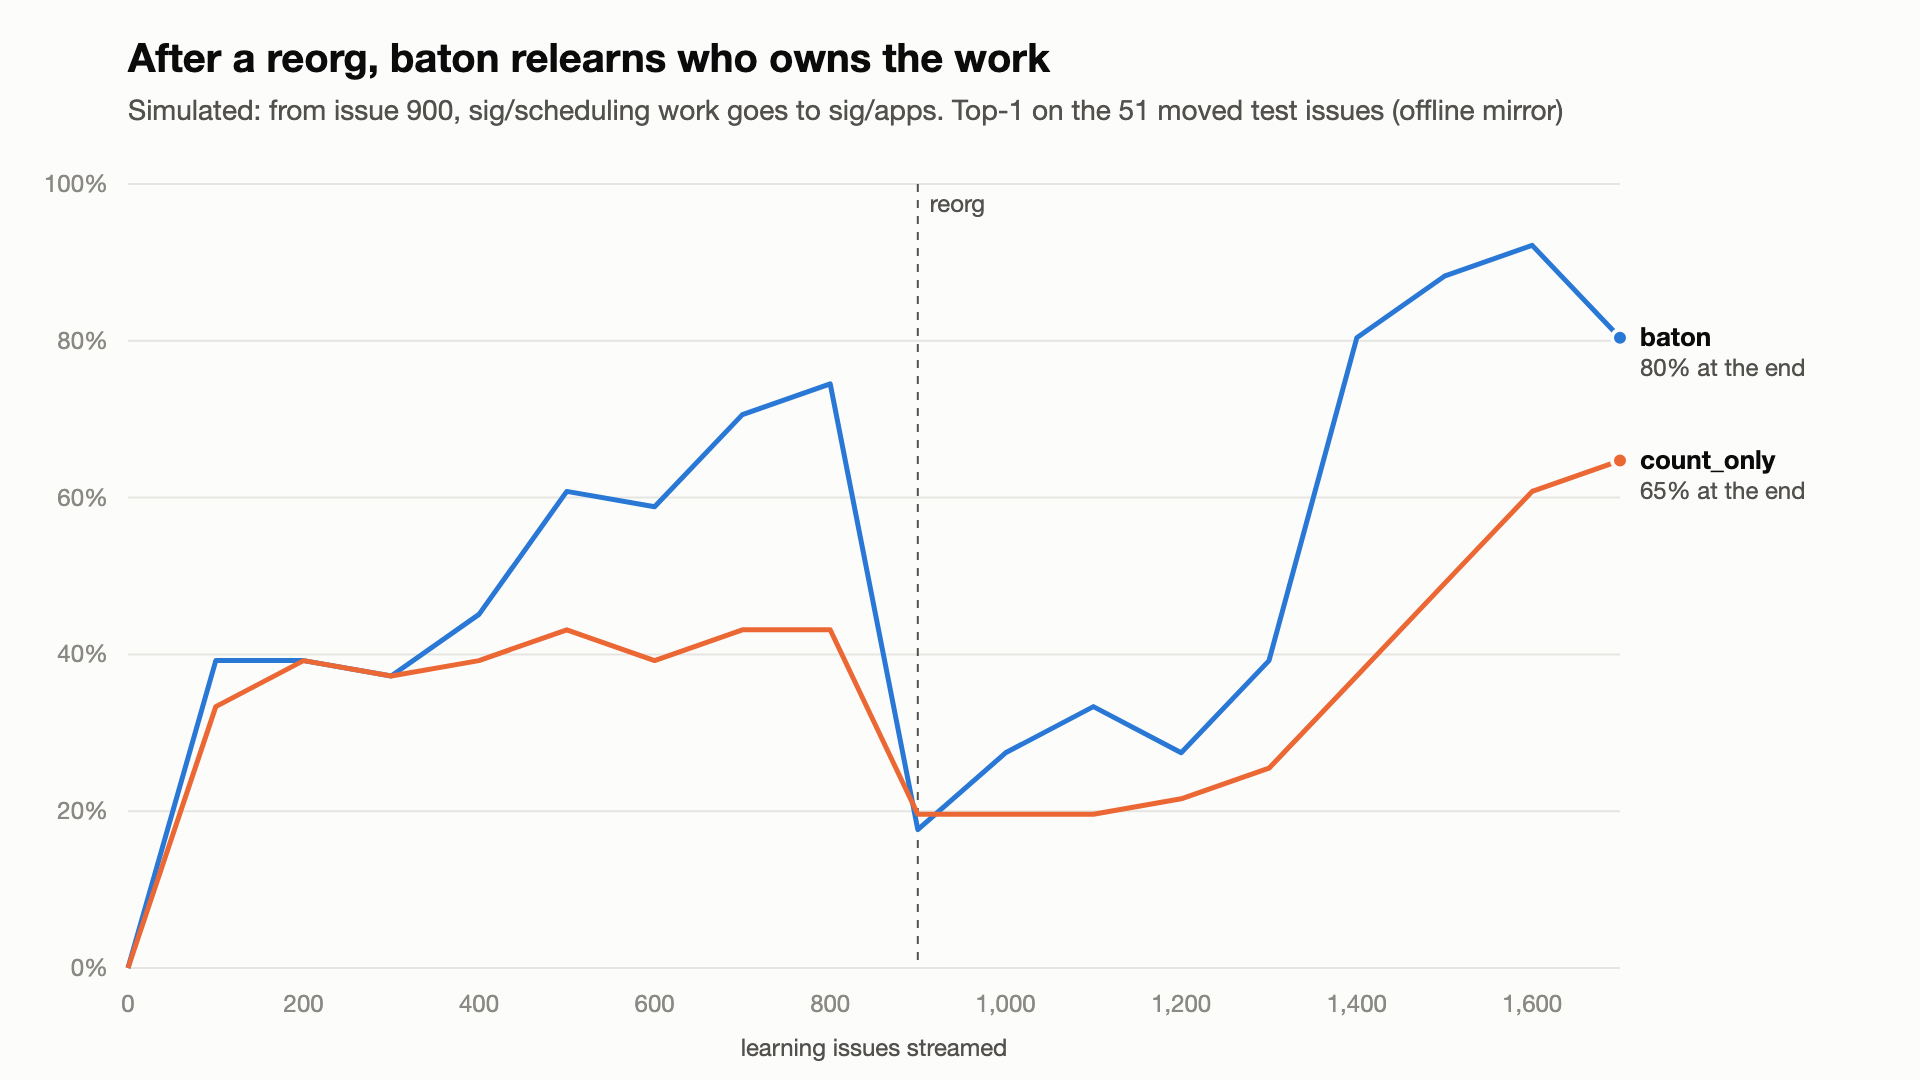 After a reorg, baton relearns who owns the work
Simulated: from issue 900, sig/scheduling work goes to sig/apps. Top-1 on the 51 moved test issues (offline mirror)
100%
reorg
80%
baton
80% at the end
count_only
65% at the end
60%
40%
20%
0%
0 200 400 600 800 1,000 1,200 1,400 1,600
learning issues streamed